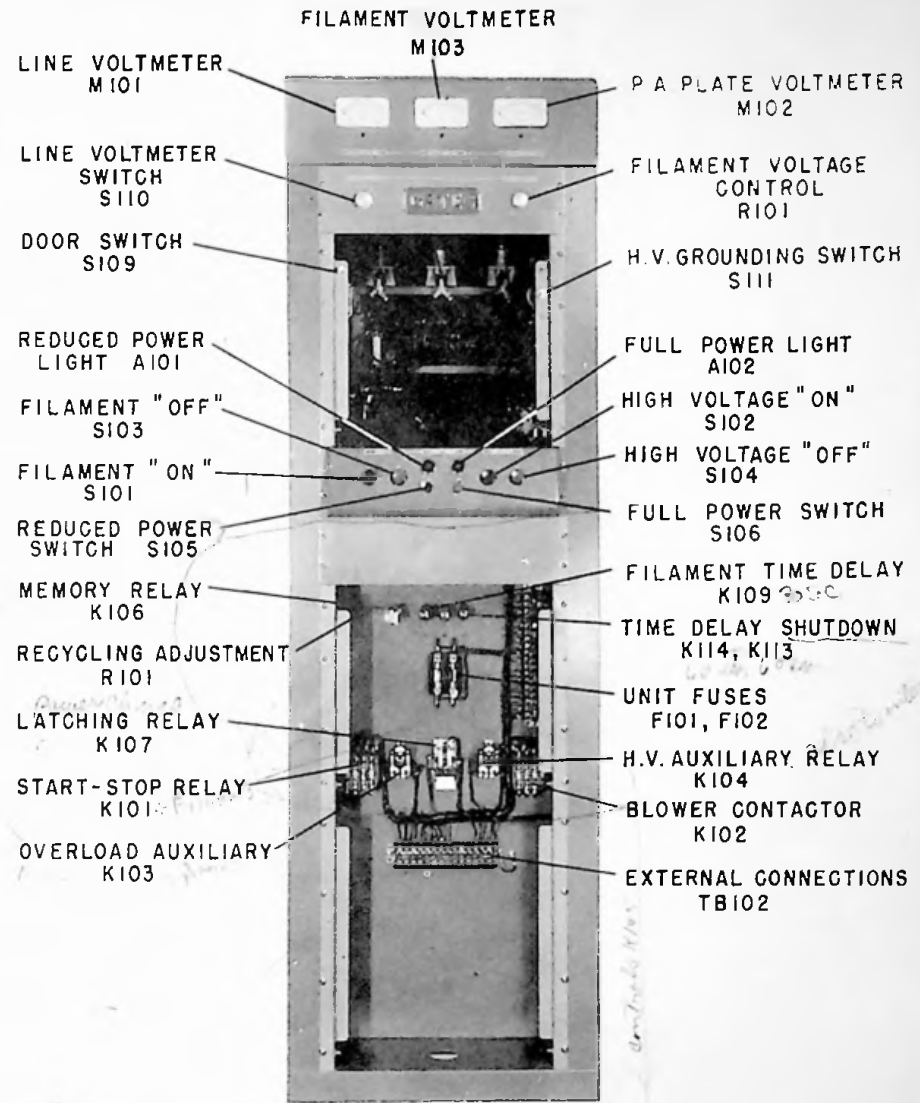 FILAMENT VOLTMETER
M103
LINE VOLTMETER
M101
P A PLATE VOLTMETER
M102
LINE VOLTMETER
SWITCH
S110
FILAMENT VOLTAGE
CONTROL
R101
GATES
DOOR SWITCH
S109
H.V. GROUNDING SWITCH
S111
REDUCED POWER
LIGHT A101
FULL POWER LIGHT
A102
FILAMENT "OFF"
S103
HIGH VOLTAGE "ON"
S102
FILAMENT "ON"
S101
HIGH VOLTAGE "OFF"
S104
REDUCED POWER
SWITCH S105
FULL POWER SWITCH
S106
MEMORY RELAY
K106
FILAMENT TIME DELAY
K109
RECYCLING ADJUSTMENT
R101
TIME DELAY SHUTDOWN
K114, K113
UNIT FUSES
F101, F102
LATCHING RELAY
K107
H.V. AUXILIARY RELAY
K104
START-STOP RELAY
K101
BLOWER CONTACTOR
K102
OVERLOAD AUXILIARY
K103
EXTERNAL CONNECTIONS
TB102
controls K105